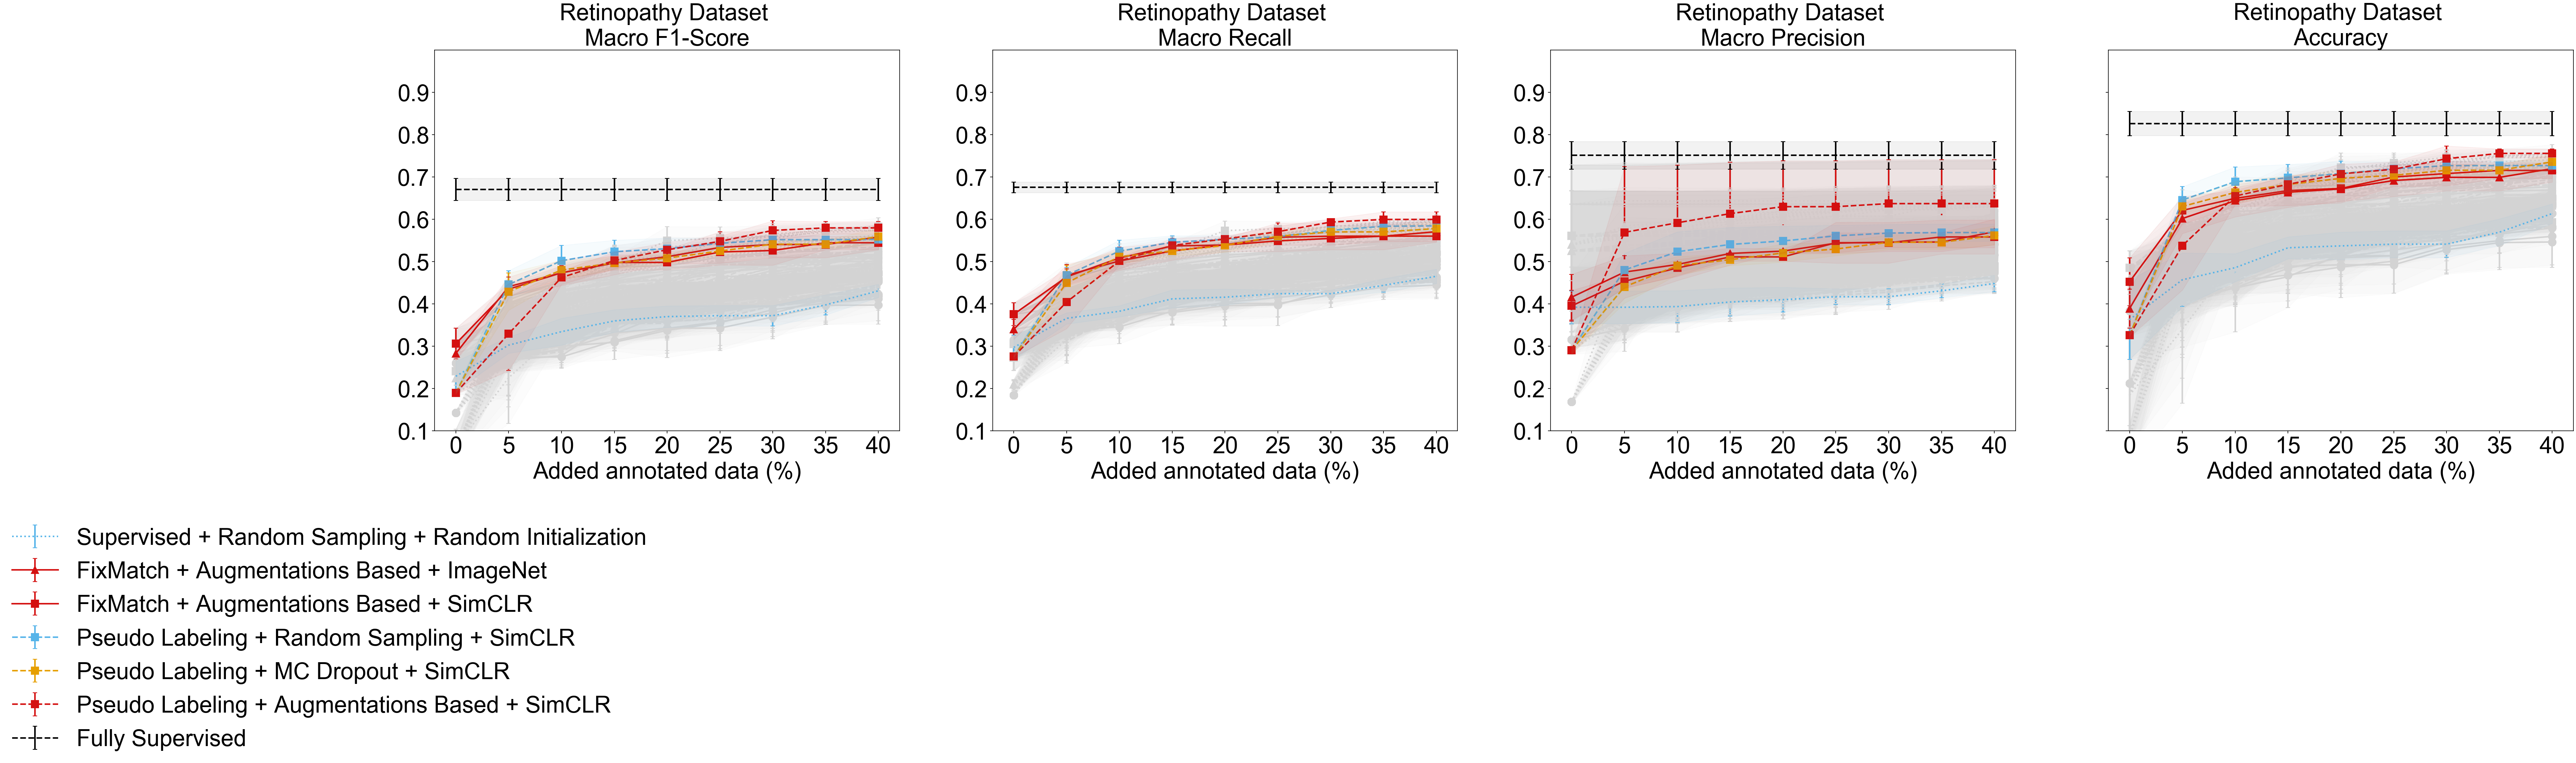 Retinopathy Dataset
Macro F1-Score
Retinopathy Dataset
Macro Recall
Retinopathy Dataset
Macro Precision
Retinopathy Dataset
Accuracy
0.9
0.8
0.7
0.6
0.5
0.4
0.3
0.2
0.1
0 5 10 15 20 25 30 35 40
Added annotated data (%)
0.9
0.8
0.7
0.6
0.5
0.4
0.3
0.2
0.1
0 5 10 15 20 25 30 35 40
Added annotated data (%)
0.9
0.8
0.7
0.6
0.5
0.4
0.3
0.2
0.1
0 5 10 15 20 25 30 35 40
Added annotated data (%)
0 5 10 15 20 25 30 35 40
Added annotated data (%)
Supervised + Random Sampling + Random Initialization
FixMatch + Augmentations Based + ImageNet
FixMatch + Augmentations Based + SimCLR
Pseudo Labeling + Random Sampling + SimCLR
Pseudo Labeling + MC Dropout + SimCLR
Pseudo Labeling + Augmentations Based + SimCLR
Fully Supervised